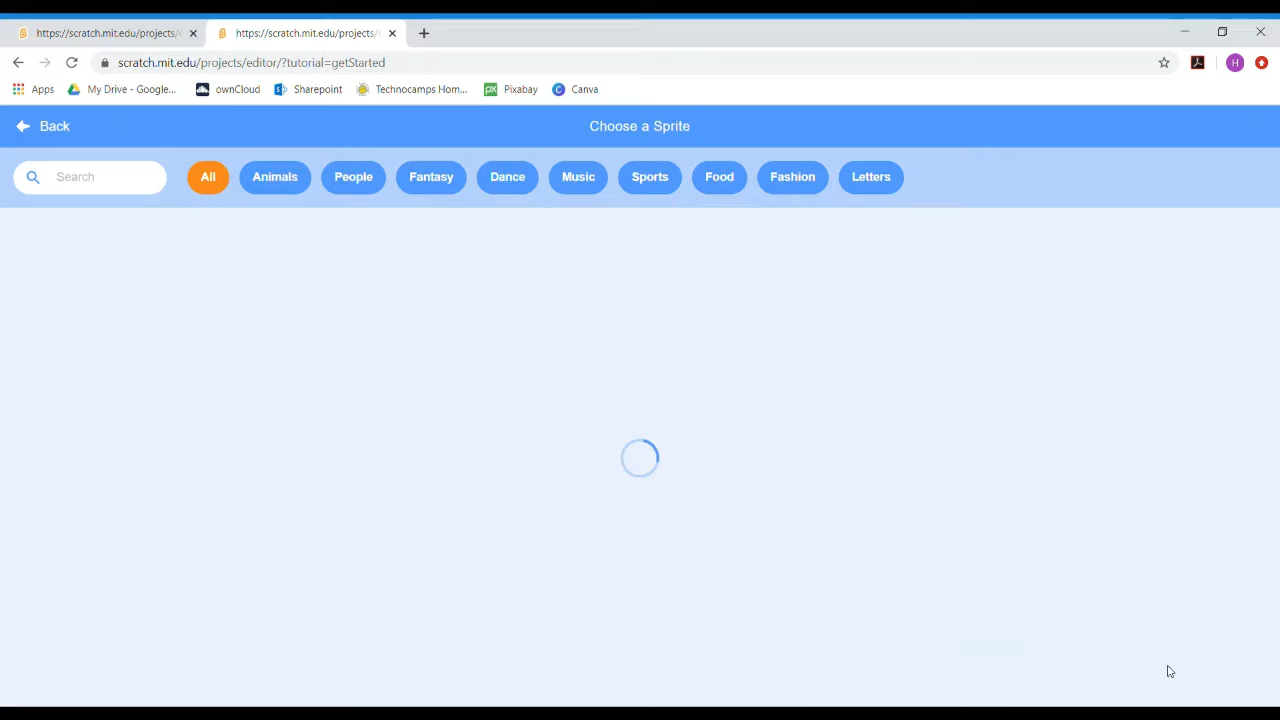 https://scratch.mit.edu/projects/
https://scratch.mit.edu/projects/
scratch.mit.edu/projects/editor/?tutorial=getStarted
H
Apps My Drive - Google... ownCloud Sharepoint Technocamps Hom... Pixabay Canva
Back Choose a Sprite
Search All Animals People Fantasy Dance Music Sports Food Fashion Letters